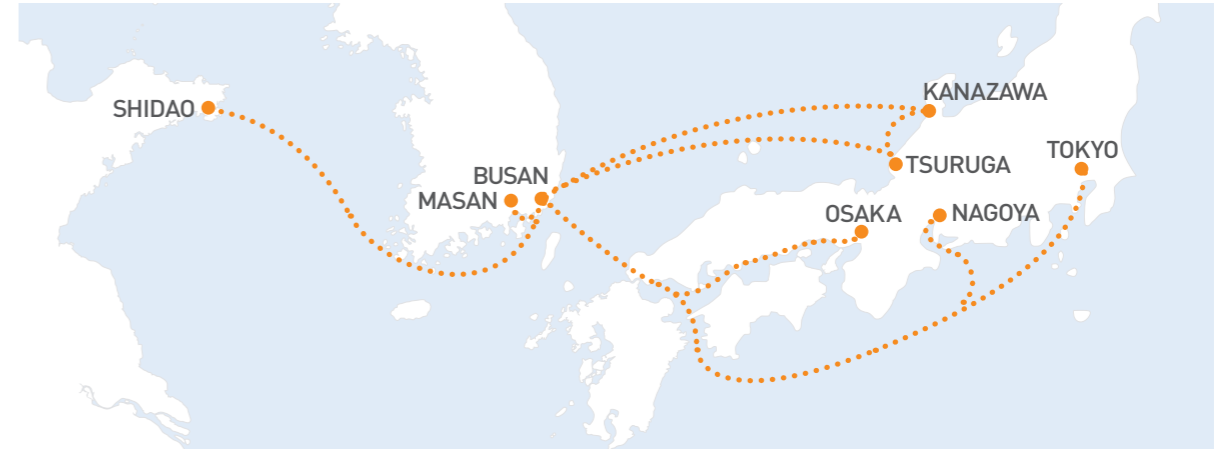 KANAZAWA
SHIDAO
TOKYO
TSURUGA
BUSAN
MASAN
OSAKA
NAGOYA